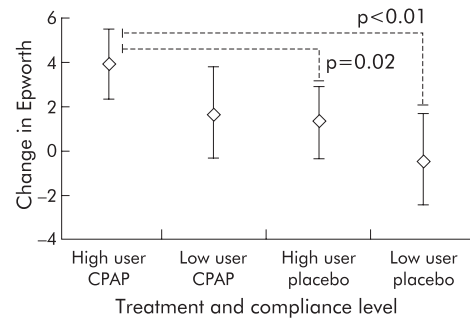 6
4
2
0
−2
−4
Change in Epworth
p<0.01
p=0.02
High user
CPAP
Low user
CPAP
High user
placebo
Low user
placebo
Treatment and compliance level